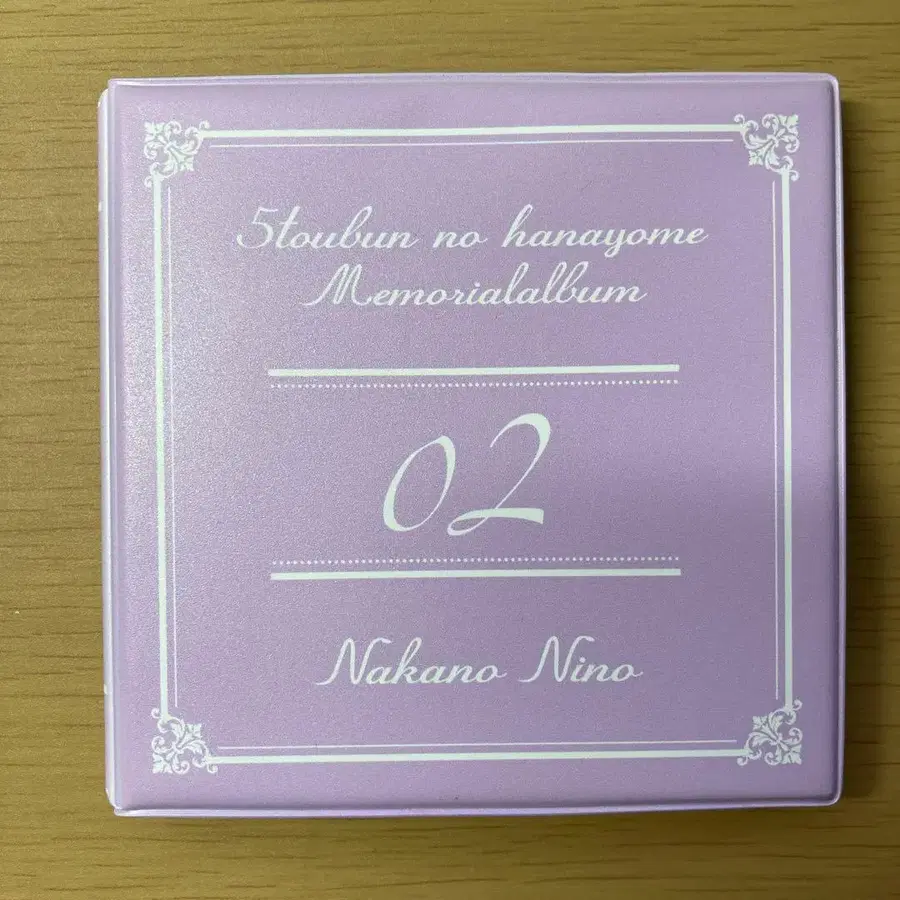 5toubun no hanayome
Memorialalbum
02
Nakano Nino